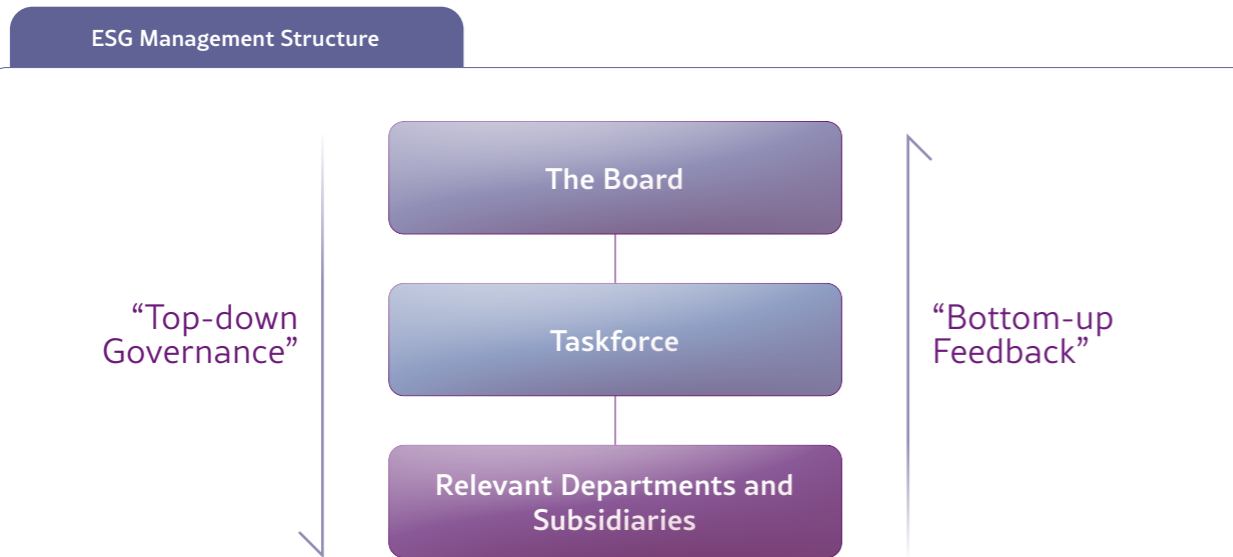 ESG Management Structure
The Board
“Top-down
Governance”
Taskforce
“Bottom-up
Feedback”
Relevant Departments and
Subsidiaries